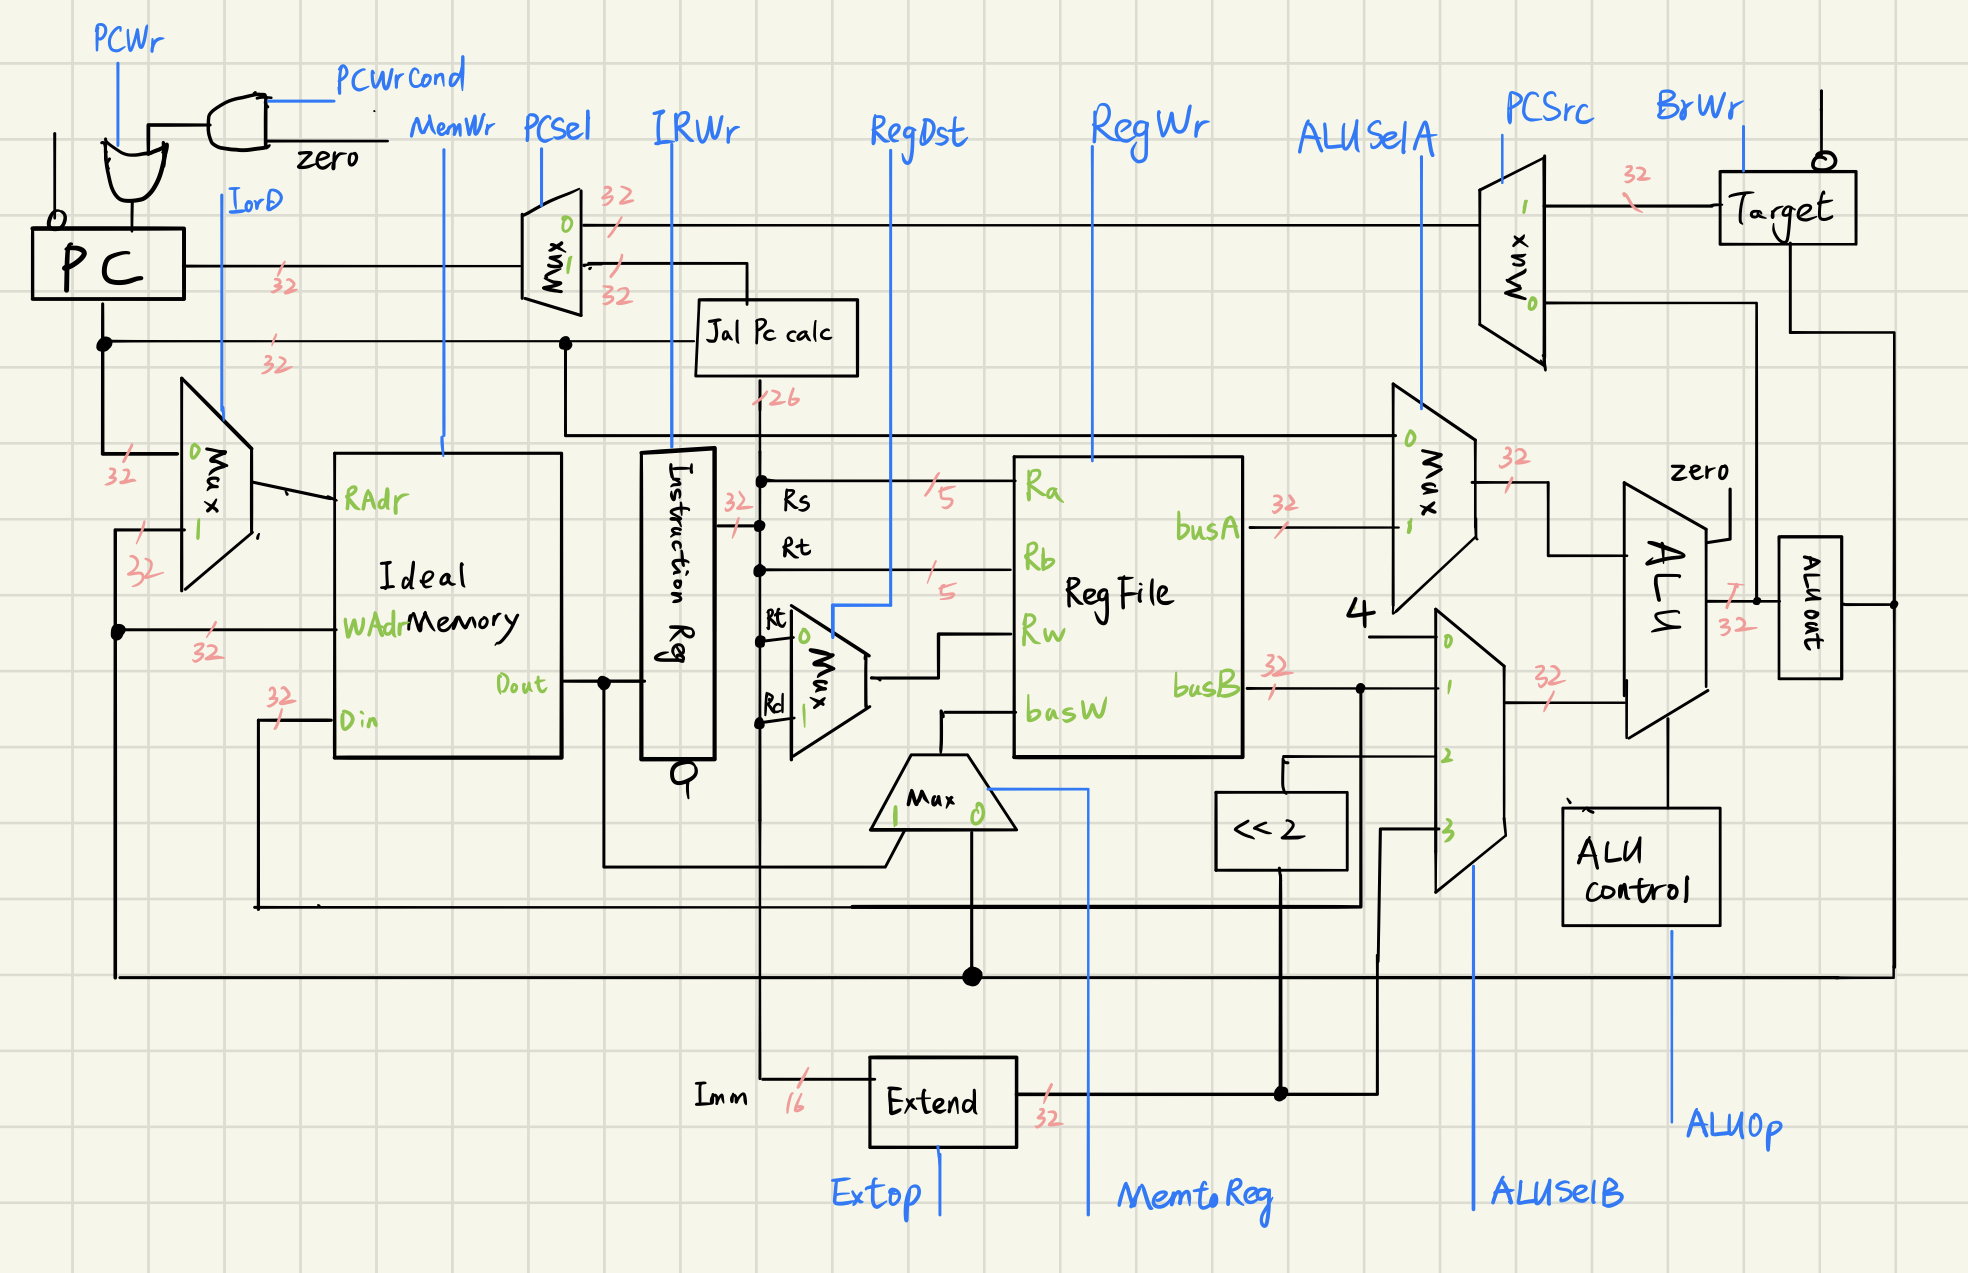 PCWr
PCWrCond
zero
MemWr
PCSel
IRWr
RegDst
RegWr
ALUSelA
PCSrc
BrWr
IorD
PC
32
32
0
Mux
1
32
32
Jal Pc calc
26
32
1
Mux
0
Target
32
0
Mux
1
32
32
RAdr
Ideal
WAdr Memory
Dout
Din
32
32
Instruction Reg
32
Rs
5
Rt
5
Rt
0
Mux
Rd
1
Ra
Rb
RegFile
Rw
busW
busA
busB
32
32
0
Mux
1
32
4
0
1
2
3
32
zero
ALU
32
ALU out
Mux
1
0
<< 2
ALU
control
Imm
16
Extend
32
Extop
MemtoReg
ALUSelB
ALUOp